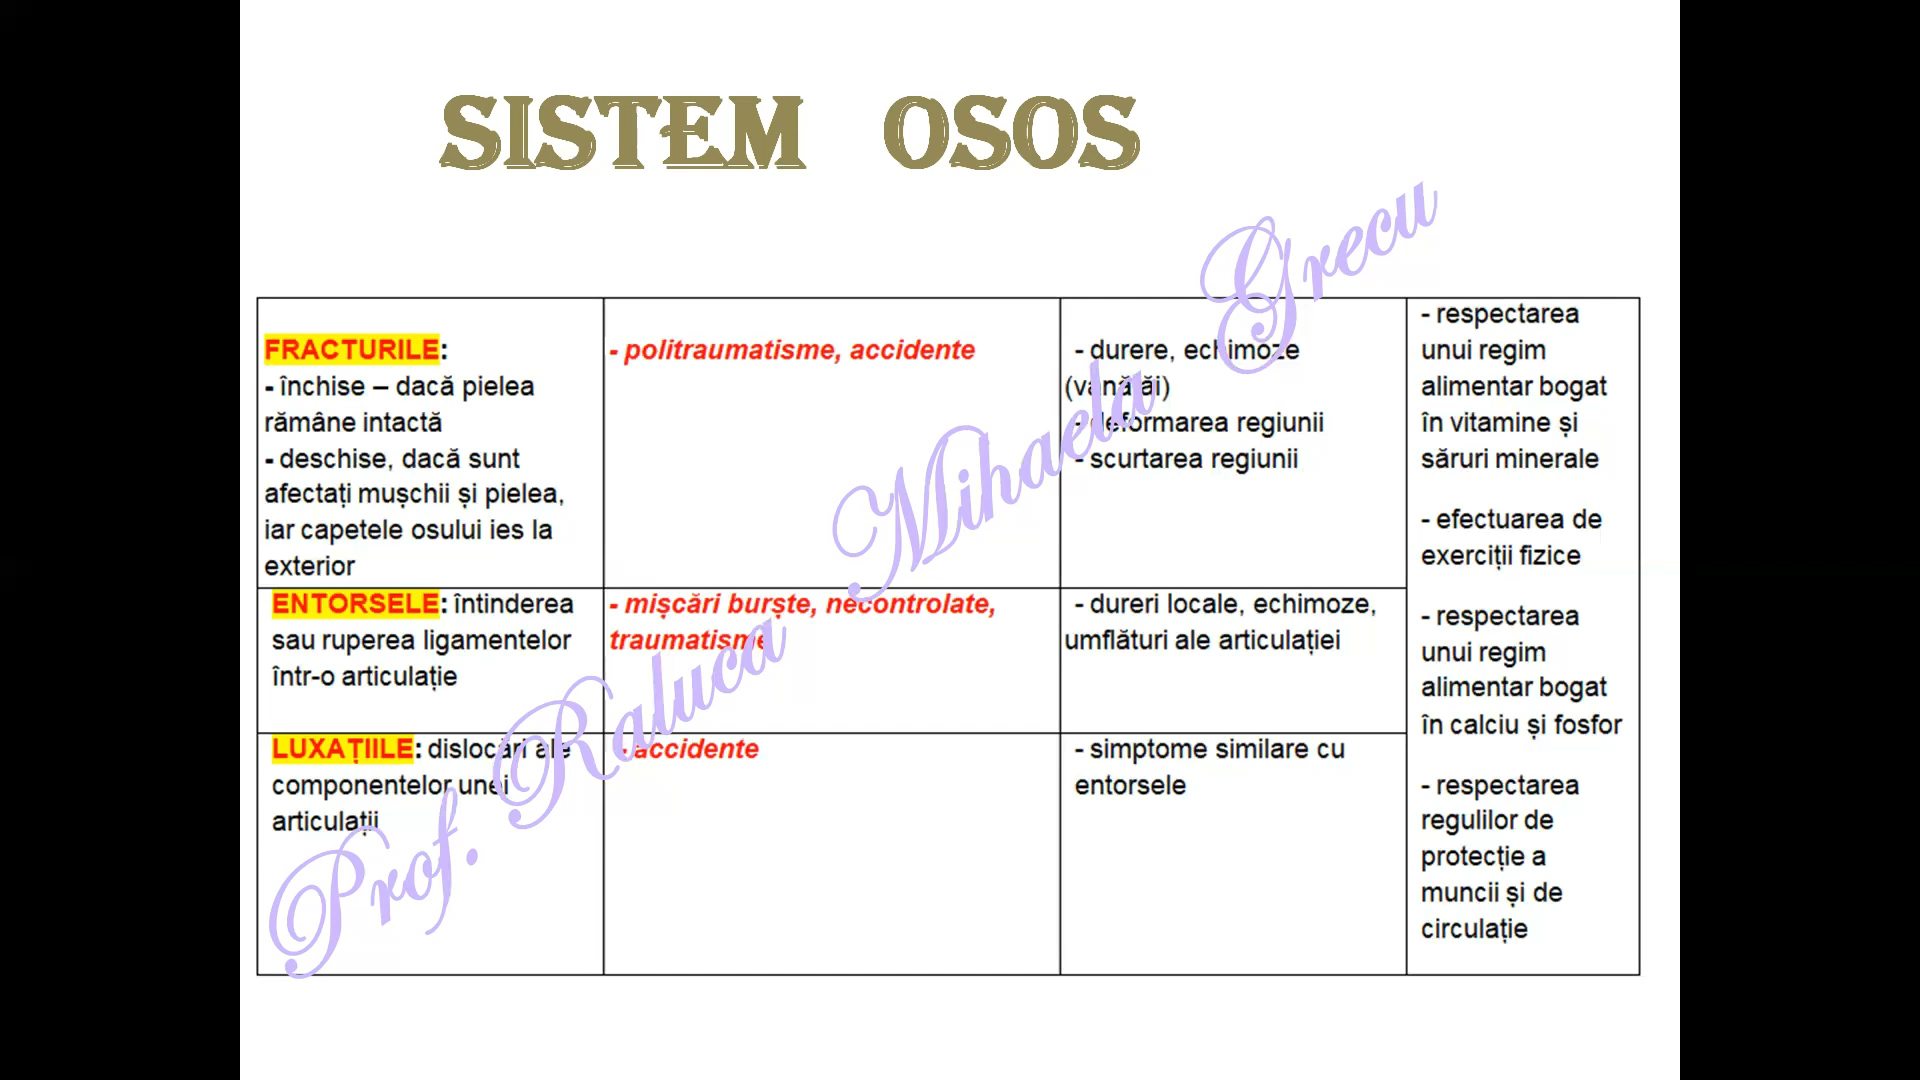 SISTEM OSOS
FRACTURILE:
- închise – dacă pielea
rămâne intactă
- deschise, dacă sunt
afectați mușchii și pielea,
iar capetele osului ies la
exterior
- politraumatisme, accidente
- durere, echimoze
(vânătăi)
- deformarea regiunii
- scurtarea regiunii
ENTORSELE: întinderea
sau ruperea ligamentelor
într-o articulație
- mișcări burște, necontrolate,
traumatisme
- dureri locale, echimoze,
umflături ale articulației
LUXAȚIILE: dislocări ale
componentelor unei
articulații
- accidente
- simptome similare cu
entorsele
- respectarea
unui regim
alimentar bogat
în vitamine și
săruri minerale
- efectuarea de
exerciții fizice
- respectarea
unui regim
alimentar bogat
în calciu și fosfor
- respectarea
regulilor de
protecție a
muncii și de
circulație
Prof. Raluca Mihaela Grecu